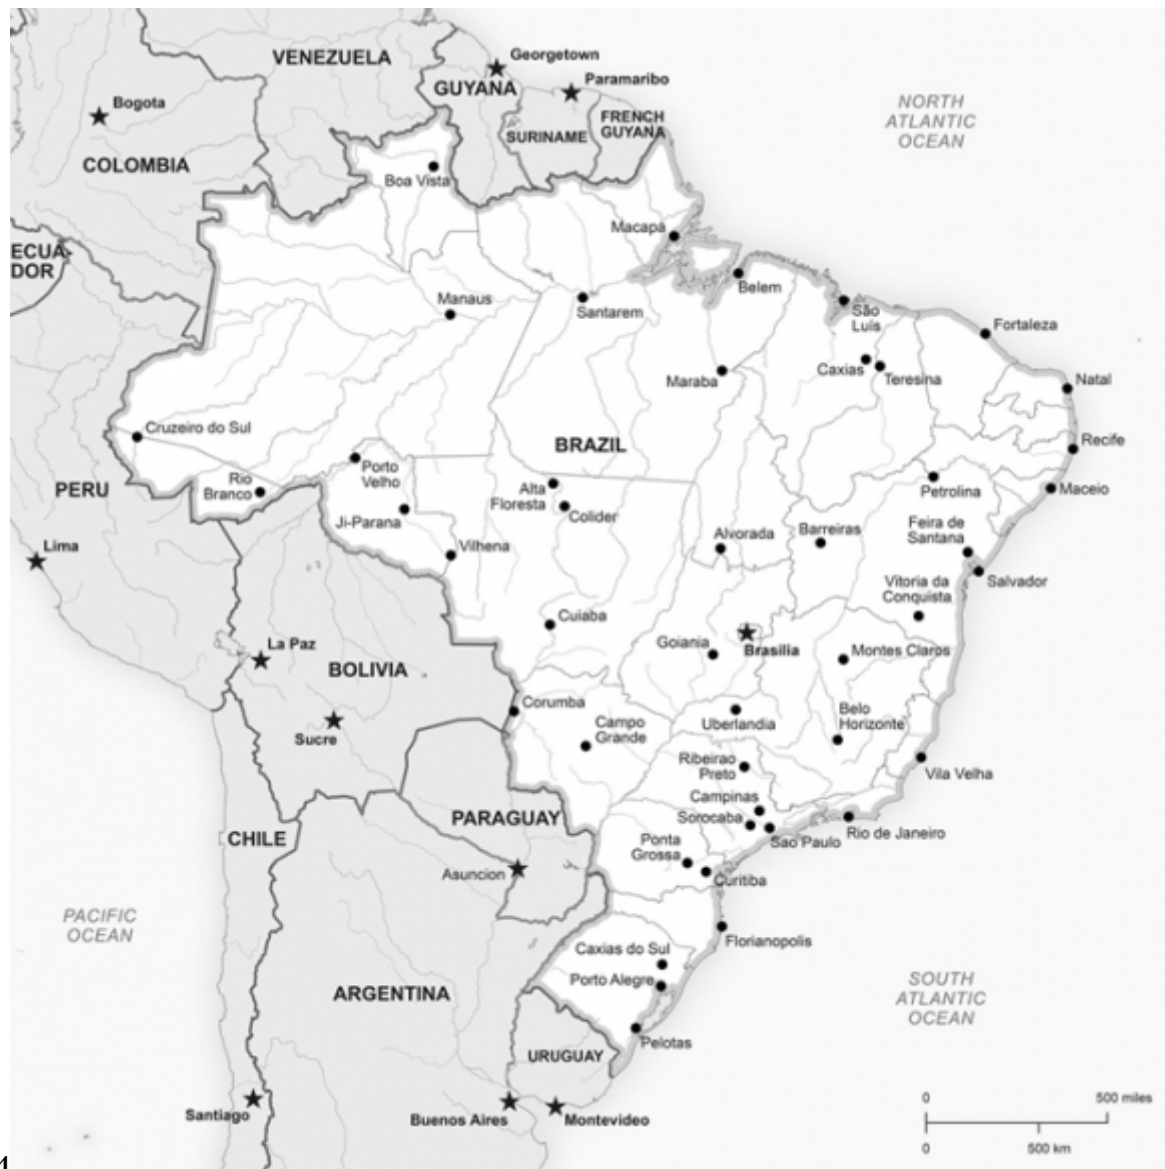 VENEZUELA
Georgetown
GUYANA
Paramaribo
Bogota
SURINAME
FRENCH
GUYANA
NORTH
ATLANTIC
OCEAN
COLOMBIA
Boa Vista
Macapá
ECUA-
DOR
Belem
Manaus
Santarem
São
Luis
Fortaleza
Caxias
Teresina
Maraba
Natal
Cruzeiro do Sul
BRAZIL
Recife
PERU
Rio
Branco
Porto
Velho
Alta
Floresta
Petrolina
Maceio
Ji-Parana
Colider
Feira de
Santana
Lima
Vilhena
Alvorada
Barreiras
Salvador
Vitoria da
Conquista
Cuiaba
La Paz
Goiania
Brasilia
Montes Claros
BOLIVIA
Corumba
Sucre
Campo
Grande
Uberlandia
Belo
Horizonte
Ribeirao
Preto
Vila Velha
Campinas
PARAGUAY
Sorocaba
Sao Paulo
Rio de Janeiro
CHILE
Ponta
Grossa
Asuncion
Curitiba
PACIFIC
OCEAN
Florianopolis
Caxias do Sul
Porto Alegre
ARGENTINA
SOUTH
ATLANTIC
OCEAN
Pelotas
URUGUAY
Santiago
Buenos Aires
Montevideo
0 500 miles
0 500 km